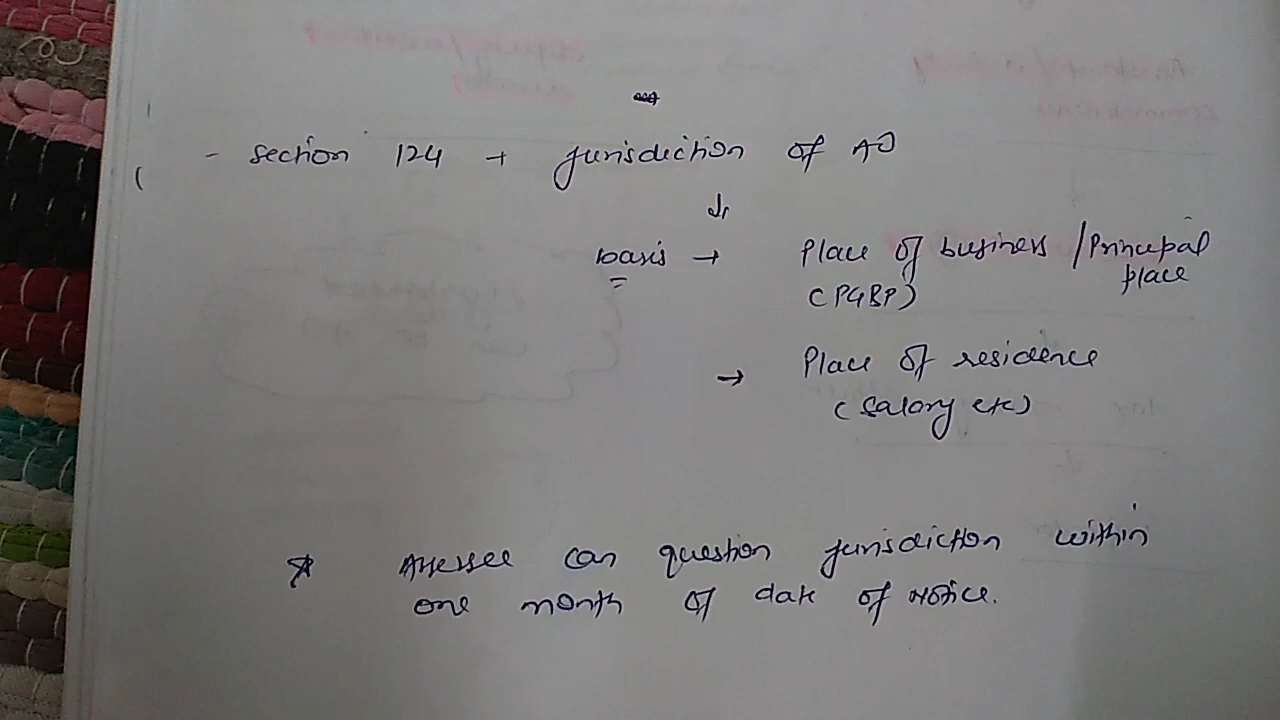 - Section 124 → Jurisdiction of AO
↓
basis → Place of business / Principal place
(PGBP)
→ Place of residence
(salary etc)
* Assessee can question jurisdiction within
one month of date of notice.